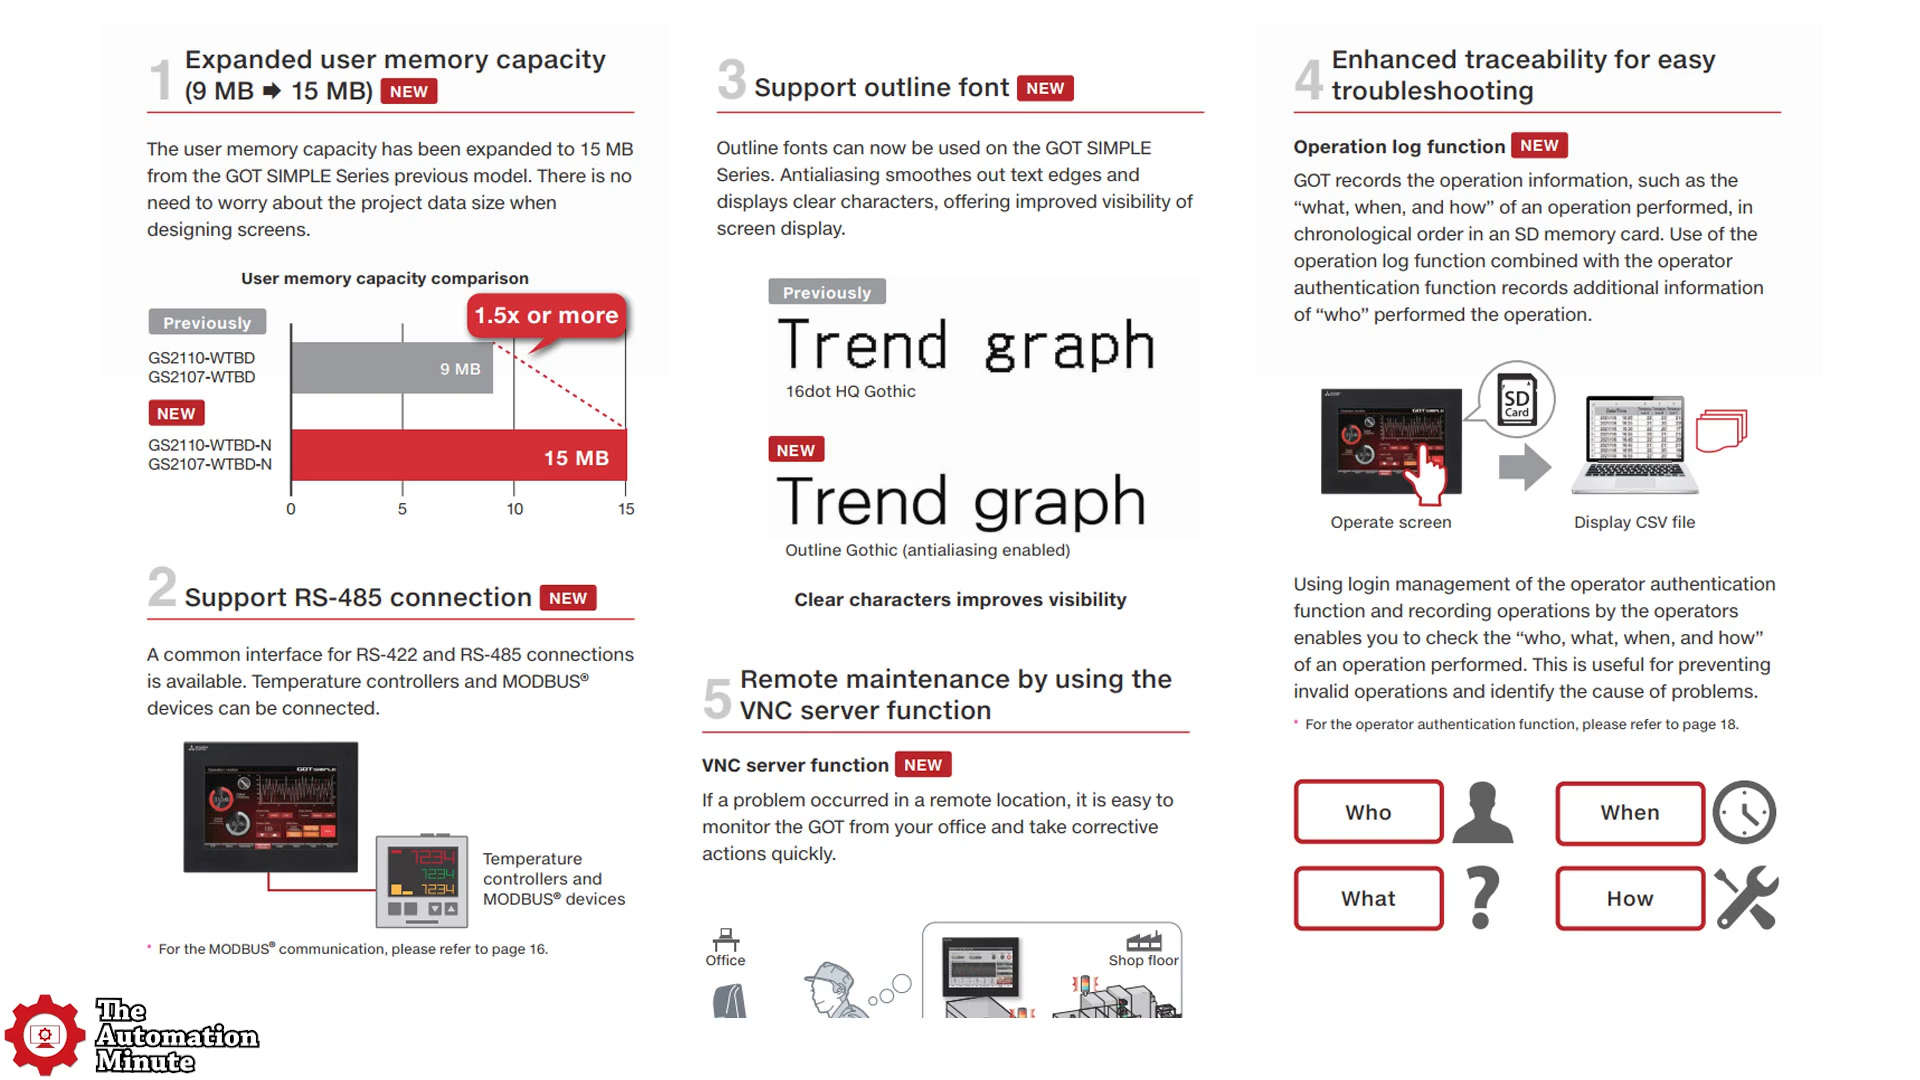 1 Expanded user memory capacity
(9 MB ➡ 15 MB) NEW
The user memory capacity has been expanded to 15 MB
from the GOT SIMPLE Series previous model. There is no
need to worry about the project data size when
designing screens.
User memory capacity comparison
1.5x or more
Previously
GS2110-WTBD
GS2107-WTBD
9 MB
NEW
GS2110-WTBD-N
GS2107-WTBD-N
15 MB
0 5 10 15
2 Support RS-485 connection NEW
A common interface for RS-422 and RS-485 connections
is available. Temperature controllers and MODBUS®
devices can be connected.
GOT SIMPLE
7234
7234
7234
Temperature
controllers and
MODBUS® devices
* For the MODBUS® communication, please refer to page 16.
3 Support outline font NEW
Outline fonts can now be used on the GOT SIMPLE
Series. Antialiasing smoothes out text edges and
displays clear characters, offering improved visibility of
screen display.
Previously
Trend graph
16dot HQ Gothic
NEW
Trend graph
Outline Gothic (antialiasing enabled)
Clear characters improves visibility
5 Remote maintenance by using the
VNC server function
VNC server function NEW
If a problem occurred in a remote location, it is easy to
monitor the GOT from your office and take corrective
actions quickly.
Office
Shop floor
4 Enhanced traceability for easy
troubleshooting
Operation log function NEW
GOT records the operation information, such as the
“what, when, and how” of an operation performed, in
chronological order in an SD memory card. Use of the
operation log function combined with the operator
authentication function records additional information
of “who” performed the operation.
SD
Card
Operate screen
Display CSV file
Using login management of the operator authentication
function and recording operations by the operators
enables you to check the “who, what, when, and how”
of an operation performed. This is useful for preventing
invalid operations and identify the cause of problems.
* For the operator authentication function, please refer to page 18.
Who
When
What
How
The
Automation
Minute